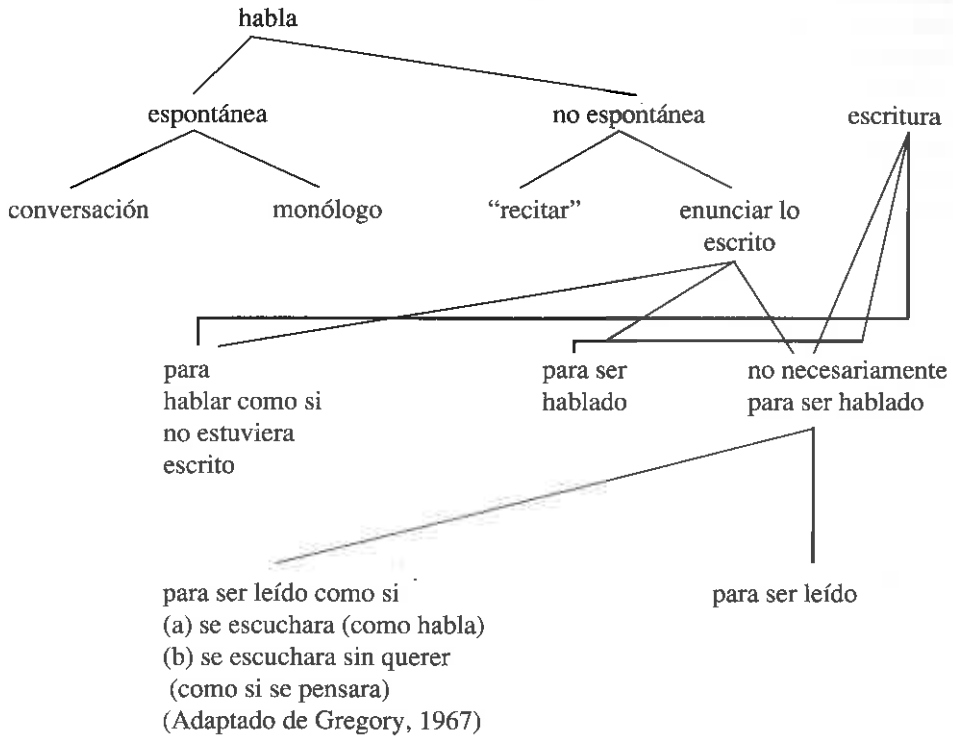 habla
espontánea
no espontánea
escritura
conversación
monólogo
“recitar”
enunciar lo
escrito
para
hablar como si
no estuviera
escrito
para ser
hablado
no necesariamente
para ser hablado
para ser leído como si
(a) se escuchara (como habla)
(b) se escuchara sin querer
(como si se pensara)
(Adaptado de Gregory, 1967)
para ser leído